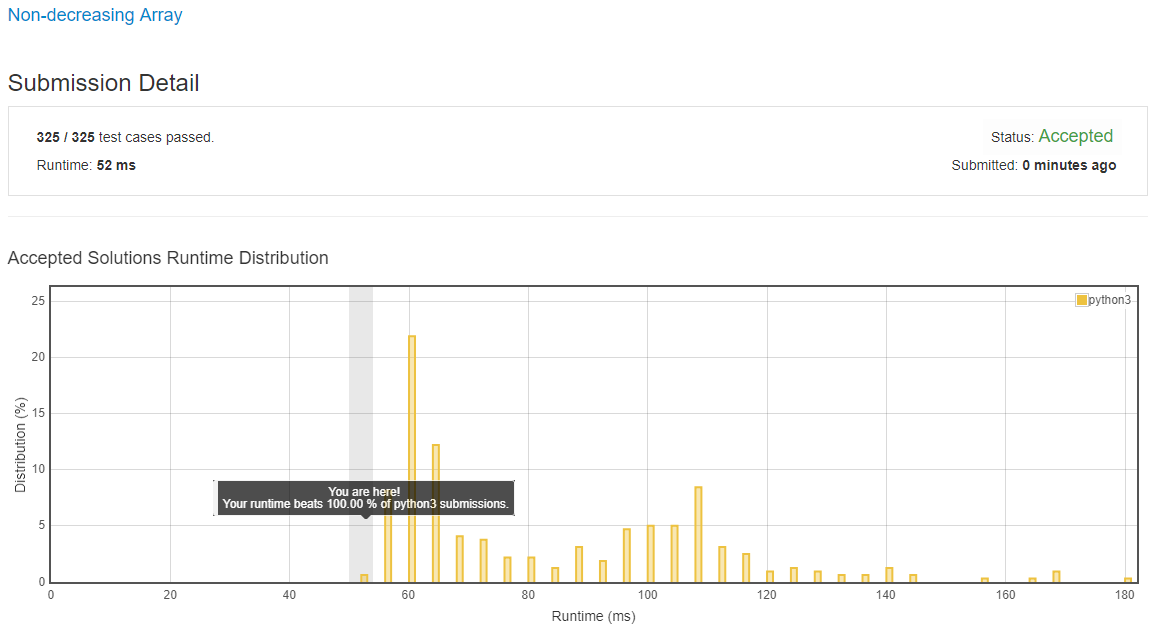 Non-decreasing Array
Submission Detail
325 / 325 test cases passed.
Status: Accepted
Runtime: 52 ms
Submitted: 0 minutes ago
Accepted Solutions Runtime Distribution
python3
Distribution (%)
25
20
15
10
5
0
You are here!
Your runtime beats 100.00 % of python3 submissions.
0 20 40 60 80 100 120 140 160 180
Runtime (ms)